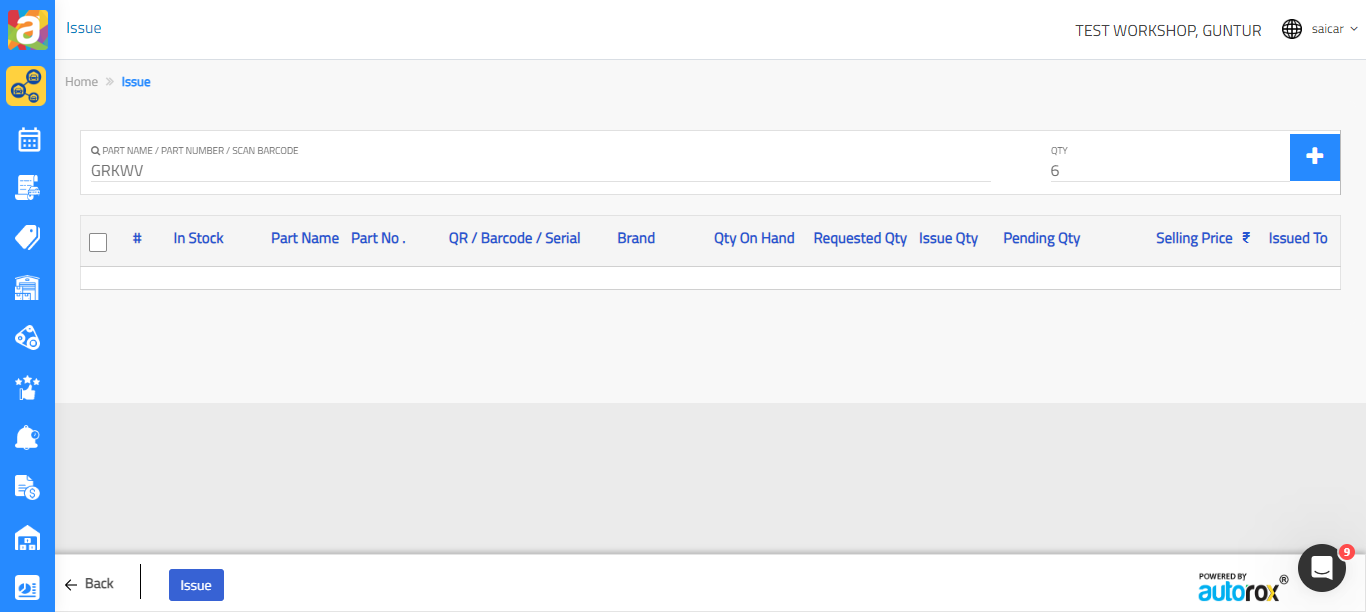 a
Issue
TEST WORKSHOP, GUNTUR
saicar
Home » Issue
PART NAME / PART NUMBER / SCAN BARCODE
QTY
GRKWV
6
# In Stock Part Name Part No . QR / Barcode / Serial Brand Qty On Hand Requested Qty Issue Qty Pending Qty Selling Price ₹ Issued To
← Back
Issue
POWERED BY
autorox®
9